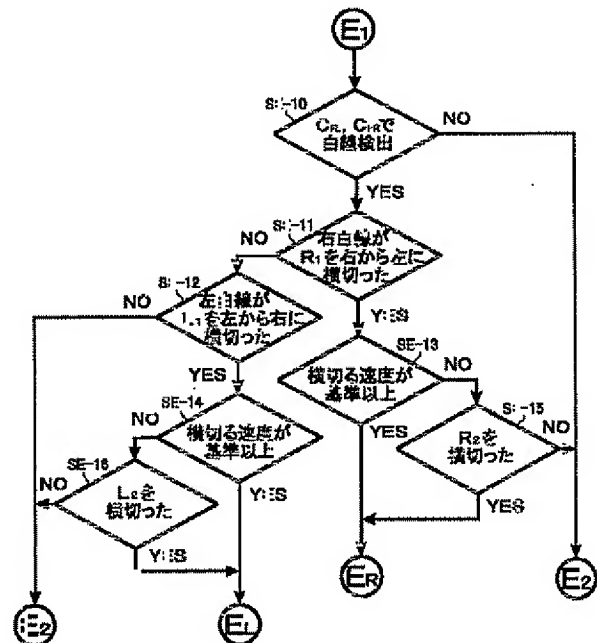 E1
SE-10
NO
で
白線検出
YES
SE-11
NO
右白線が
R1を右から左に
横切った
SE-12
NO
左白線が
L1を左から右に
横切った
YES
SE-13
NO
横切る速度が
基準以上
YES
SE-14
NO
横切る速度が
基準以上
SE-15
NO
R2を
横切った
YES
YES
SE-16
NO
L2を
横切った
YES
YES
E2
EL
ER
E2